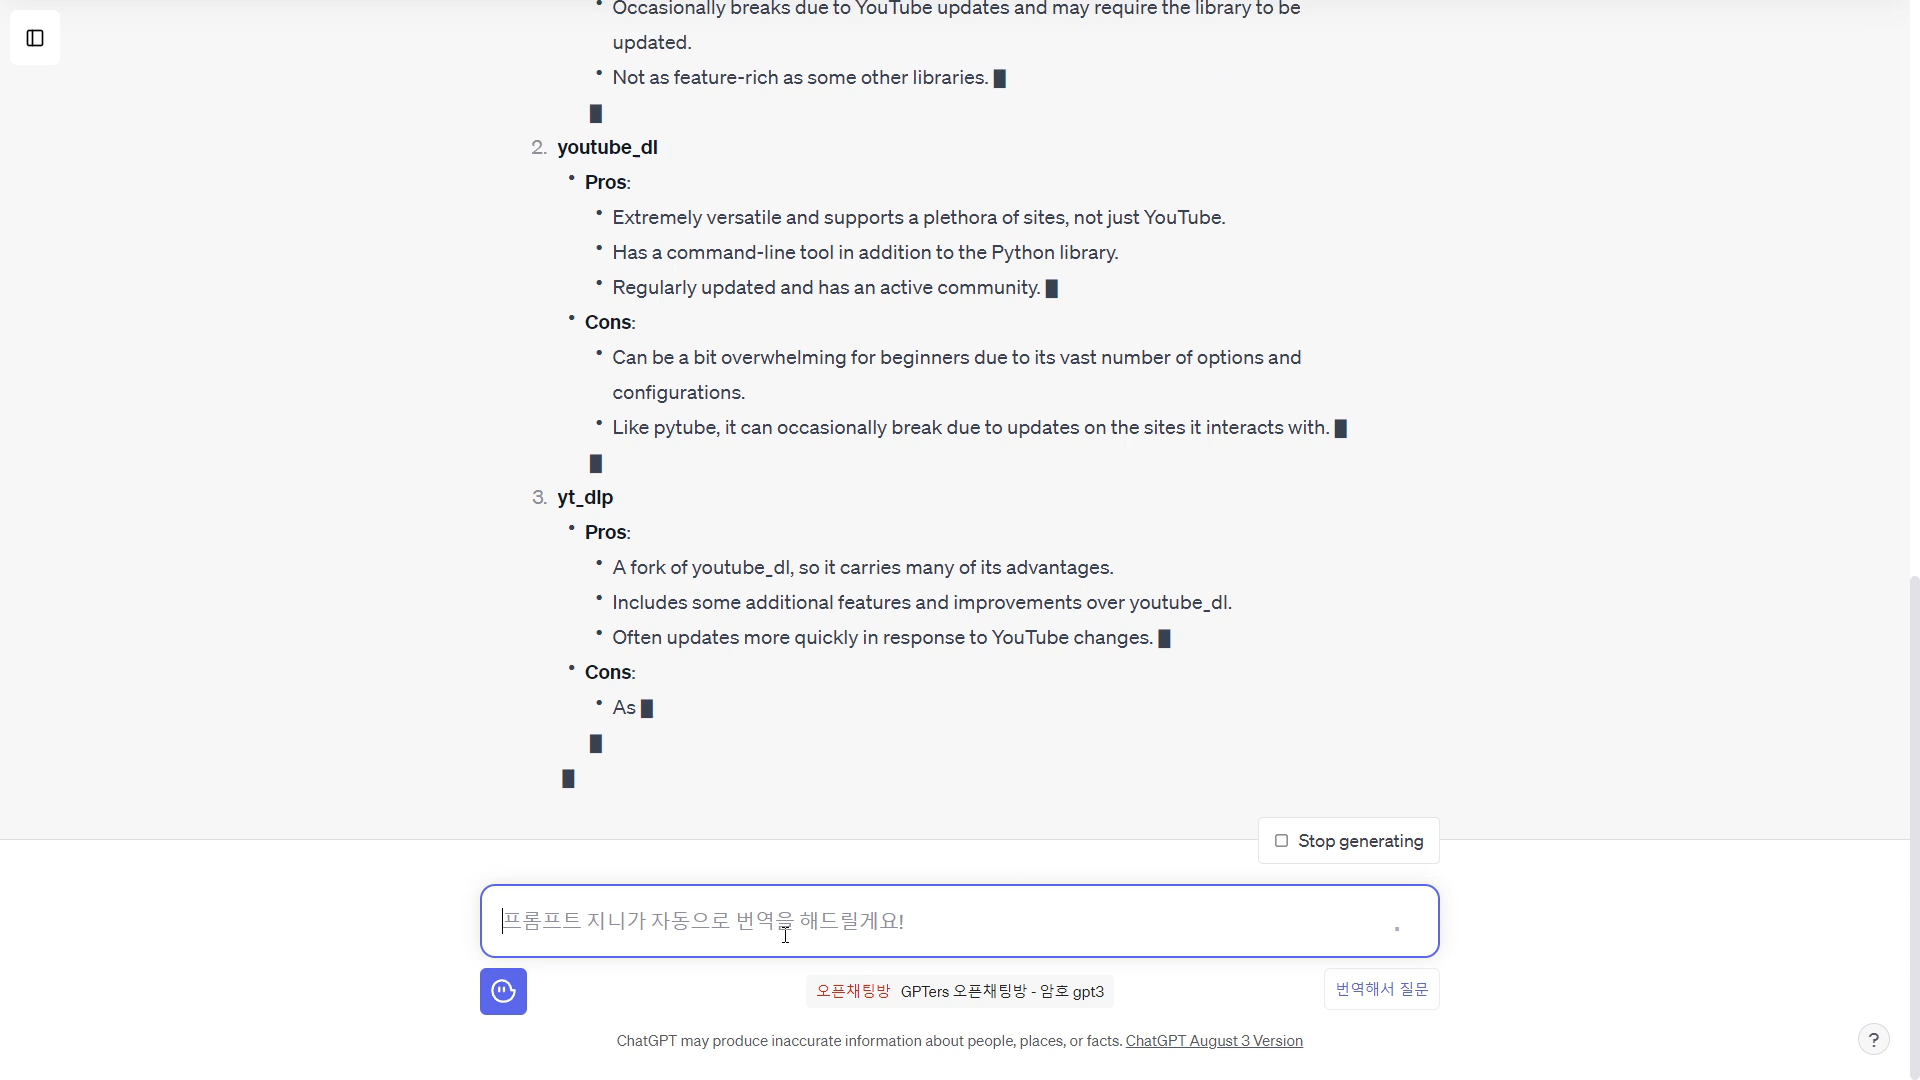 Occasionally breaks due to YouTube updates and may require the library to be
updated.
Not as feature-rich as some other libraries.
2. youtube_dl
Pros:
Extremely versatile and supports a plethora of sites, not just YouTube.
Has a command-line tool in addition to the Python library.
Regularly updated and has an active community.
Cons:
Can be a bit overwhelming for beginners due to its vast number of options and
configurations.
Like pytube, it can occasionally break due to updates on the sites it interacts with.
3. yt_dlp
Pros:
A fork of youtube_dl, so it carries many of its advantages.
Includes some additional features and improvements over youtube_dl.
Often updates more quickly in response to YouTube changes.
Cons:
As
Stop generating
프롬프트 지니가 자동으로 번역을 해드릴게요!
오픈채팅방 GPTers 오픈채팅방 - 암호 gpt3
번역해서 질문
ChatGPT may produce inaccurate information about people, places, or facts. ChatGPT August 3 Version
?